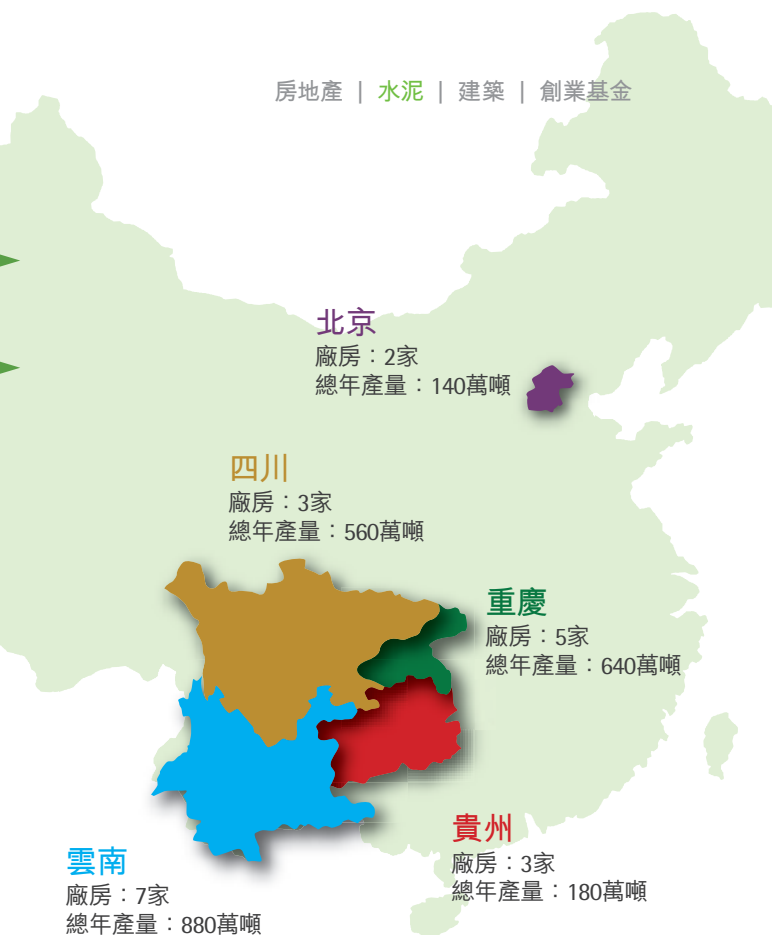 房地產 | 水泥 | 建築 | 創業基金
北京
廠房：2家
總年產量：140萬噸
四川
廠房：3家
總年產量：560萬噸
重慶
廠房：5家
總年產量：640萬噸
貴州
廠房：3家
總年產量：180萬噸
雲南
廠房：7家
總年產量：880萬噸